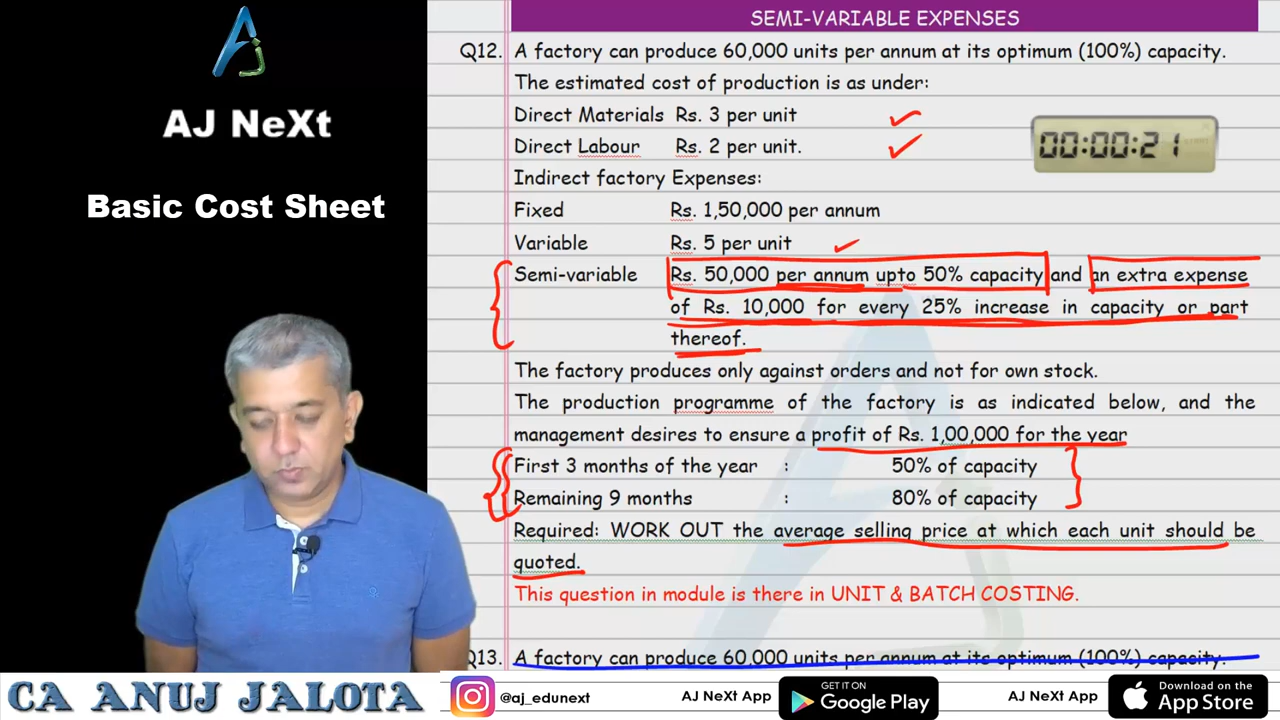 AJ NeXt
Basic Cost Sheet
SEMI-VARIABLE EXPENSES
Q12. A factory can produce 60,000 units per annum at its optimum (100%) capacity.
The estimated cost of production is as under:
Direct Materials Rs. 3 per unit
Direct Labour Rs. 2 per unit.
Indirect factory Expenses:
Fixed Rs. 1,50,000 per annum
Variable Rs. 5 per unit
Semi-variable Rs. 50,000 per annum upto 50% capacity and an extra expense
of Rs. 10,000 for every 25% increase in capacity or part
thereof.
The factory produces only against orders and not for own stock.
The production programme of the factory is as indicated below, and the
management desires to ensure a profit of Rs. 1,00,000 for the year
First 3 months of the year : 50% of capacity
Remaining 9 months : 80% of capacity
Required: WORK OUT the average selling price at which each unit should be
quoted.
This question in module is there in UNIT & BATCH COSTING.
Q13. A factory can produce 60,000 units per annum at its optimum (100%) capacity.
00:00:21
CA ANUJ JALOTA
@aj_edunext
AJ NeXt App
GET IT ON
Google Play
AJ NeXt App
Download on the
App Store